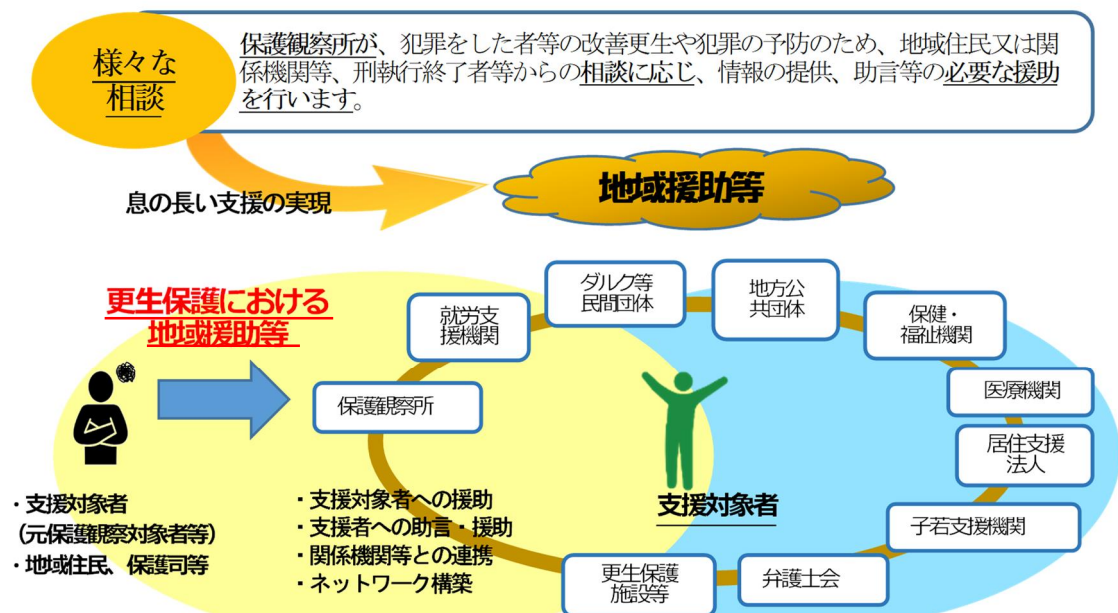 様々な
相談
保護観察所が、犯罪をした者等の改善更生や犯罪の予防のため、地域住民又は関
係機関等、刑執行終了者等からの相談に応じ、情報の提供、助言等の必要な援助
を行います。
息の長い支援の実現
地域援助等
更生保護における
地域援助等
ダルク等
民間団体
地方公
共団体
就労支
援機関
保健・
福祉機関
保護観察所
医療機関
居住支援
法人
・支援対象者
(元保護観察対象者等)
・地域住民、保護司等
・支援対象者への援助
・支援者への助言・援助
・関係機関等との連携
・ネットワーク構築
支援対象者
子若支援機関
更生保護
施設等
弁護士会